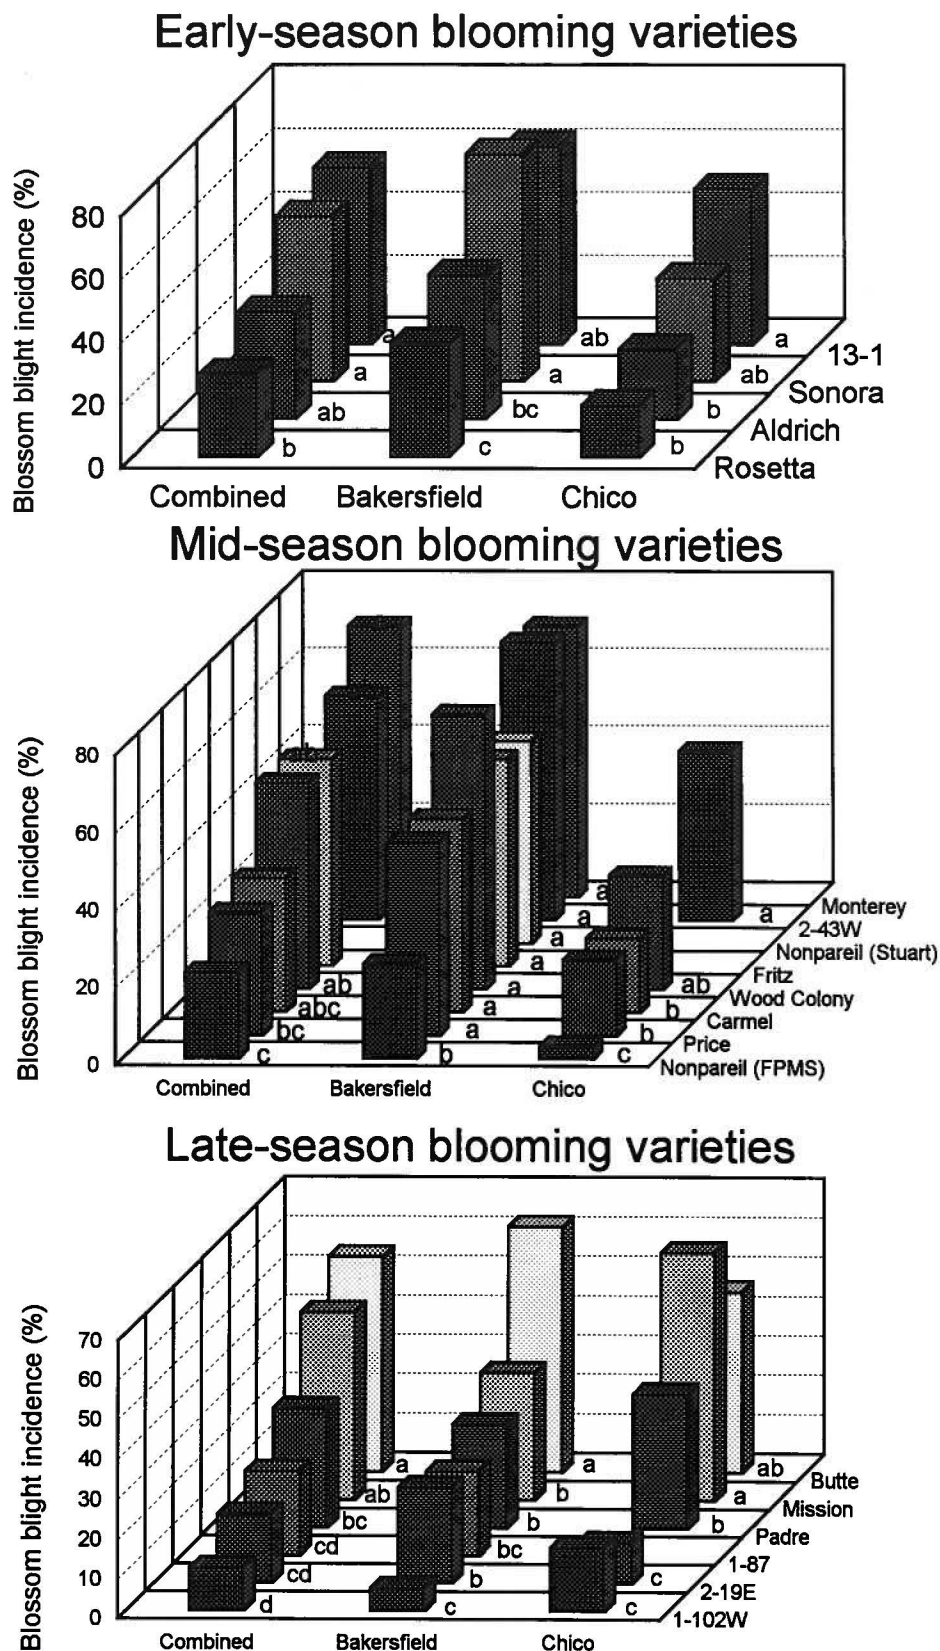 Early-season blooming varieties
Blossom blight incidence (%)
80
60
40
20
0
a
ab
a
a
a
ab
ab
bc
b
b
c
b
13-1
Sonora
Aldrich
Rosetta
Combined Bakersfield Chico
Mid-season blooming varieties
Blossom blight incidence (%)
80
60
40
20
0
a
a
a
a
a
ab
a
ab
abc
a
b
bc
a
b
c
b
c
Monterey
2-43W
Nonpareil (Stuart)
Fritz
Wood Colony
Carmel
Price
Nonpareil (FPMS)
Combined Bakersfield Chico
Late-season blooming varieties
Blossom blight incidence (%)
70
60
50
40
30
20
10
0
a
a
ab
ab
b
a
bc
b
b
cd
bc
cd
b
c
d
c
c
Butte
Mission
Padre
1-87
2-19E
1-102W
Combined Bakersfield Chico